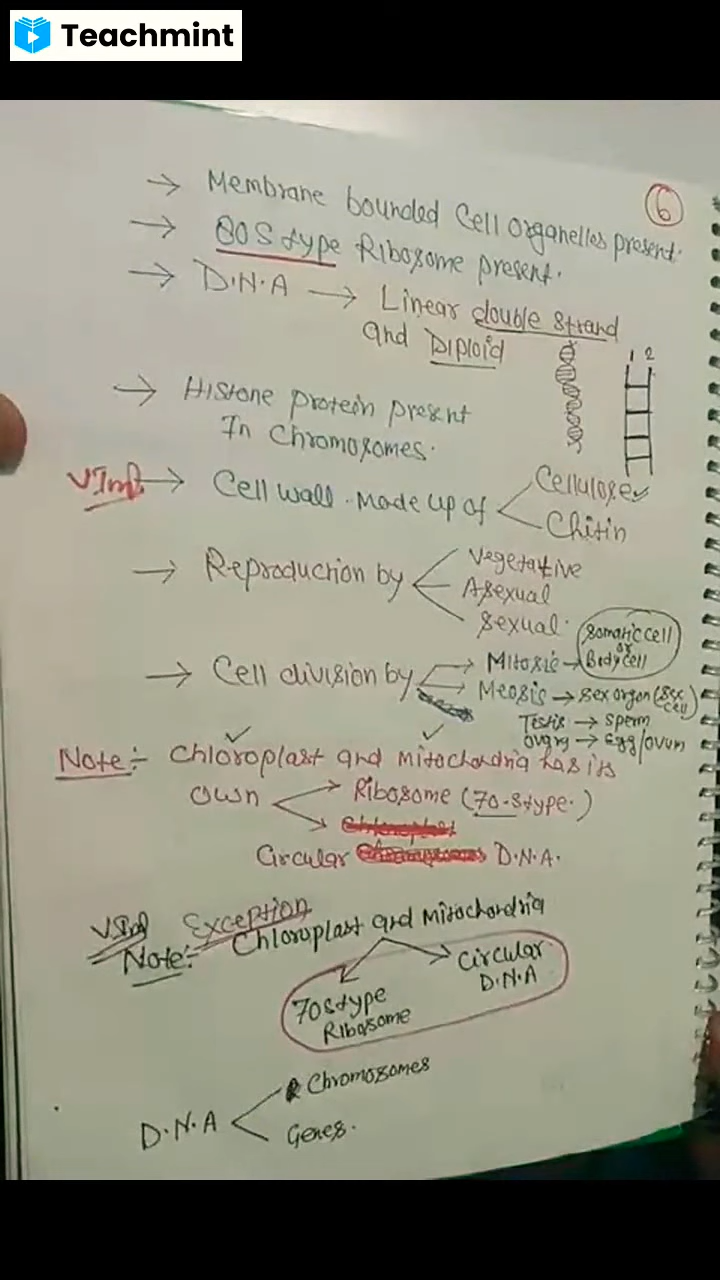 Teachmint
6
→ Membrane bounded Cell organelles present.
→ 80S type Ribosome present.
→ D.N.A → Linear double strand
and Diploid
1 2
→ Histone protein present
In Chromosomes.
V.Imp → Cell wall Made up of
Cellulose
Chitin
→ Reproduction by
Vegetative
Asexual
Sexual.
→ Cell division by
Mitosis → Somatic cell
or
Body cell
Meosis → Sex organ (Sex
cell)
Testis → Sperm
Ovary → Egg/Ovum
Note:- Chloroplast and mitochondria has its
own
→ Ribosome (70-S type.)
Circular D.N.A.
V.Imp Exception
Note:- Chloroplast and Mitochondria
70S type
Ribosome
Circular
D.N.A
D.N.A
Chromosomes
Genes.